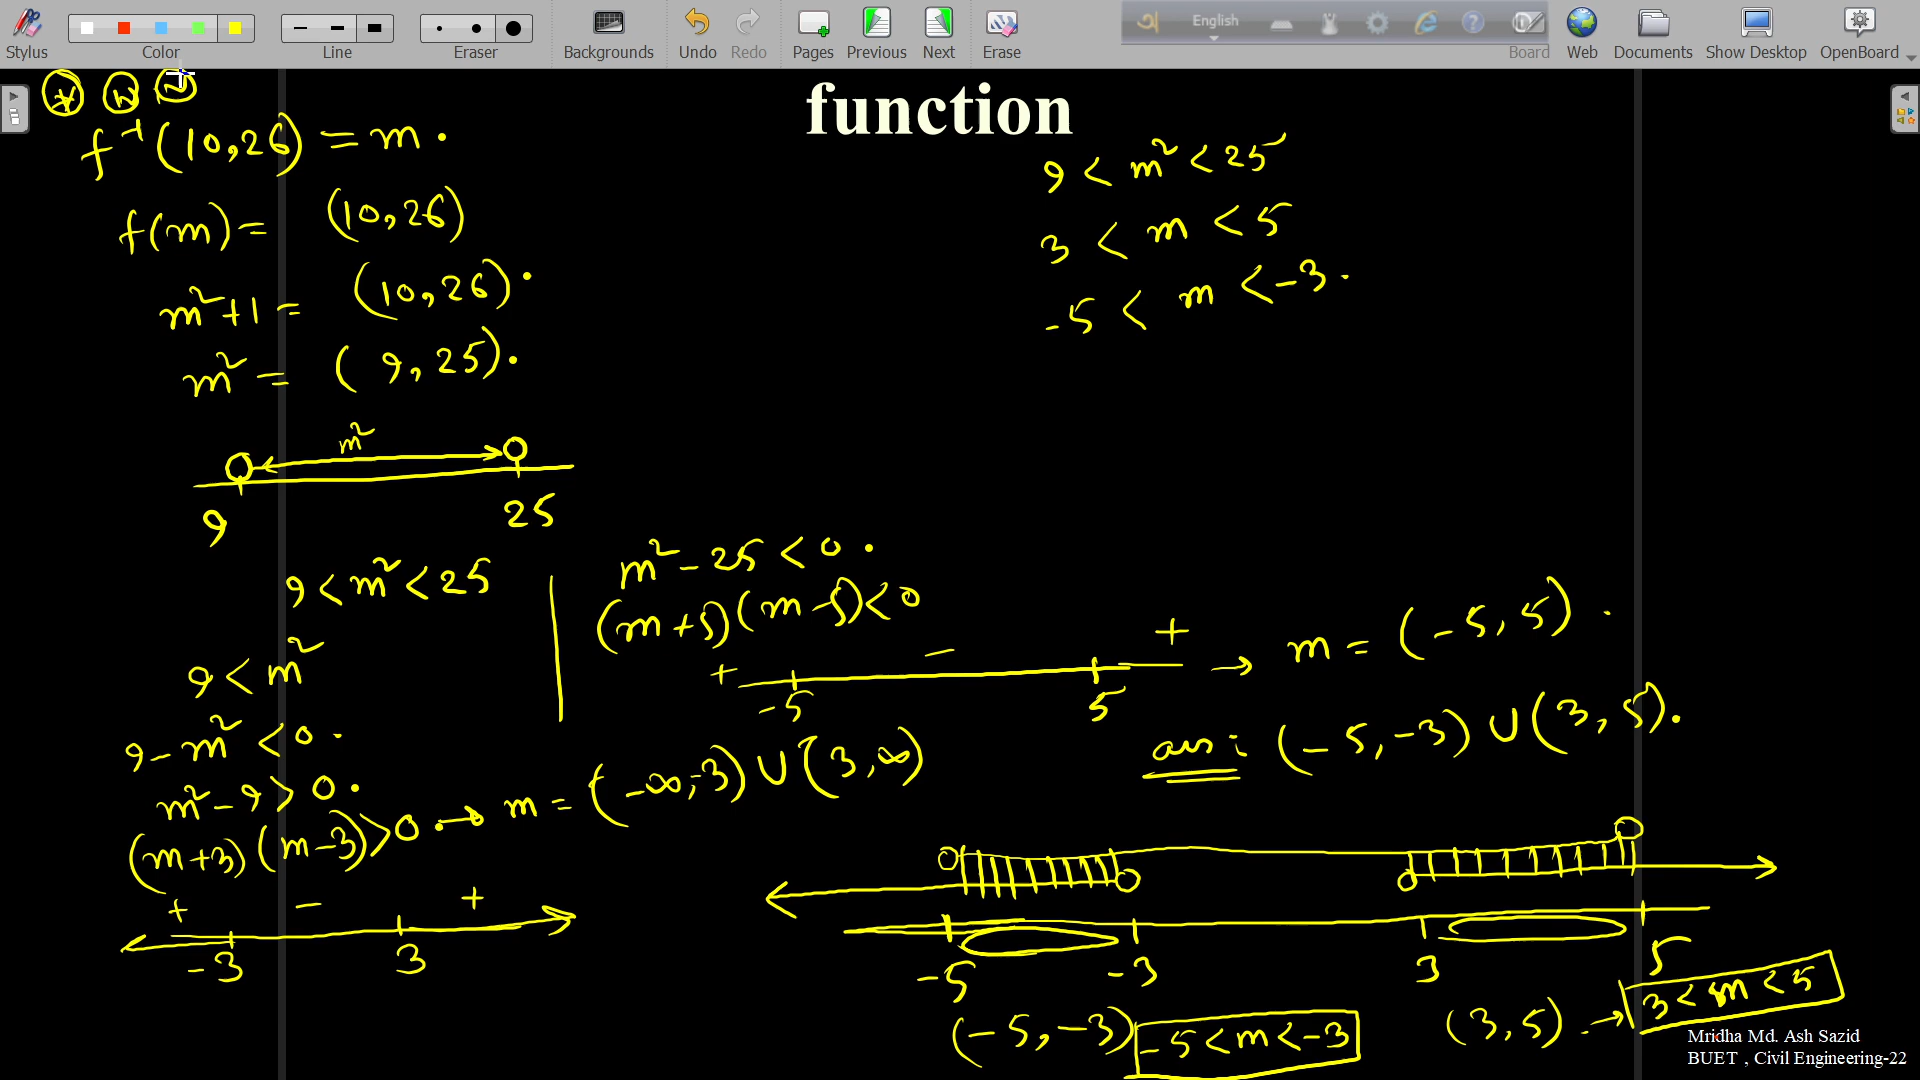 Stylus Color Line Eraser Backgrounds Undo Redo Pages Previous Next Erase English Board Web Documents Show Desktop OpenBoard
function
f⁻¹(10,26) = m.
f(m) = (10,26)
m²+1 = (10,26).
m² = (9,25).
m²
9 25
9 < m² < 25
9 < m²
9 - m² < 0.
m² - 9 > 0.
(m+3)(m-3) > 0. → m = (-∞,-3) ∪ (3,∞)
+ - +
-3 3
9 < m² < 25
3 < m < 5
-5 < m < -3.
m² - 25 < 0.
(m+5)(m-5) < 0
+ - + → m = (-5, 5).
-5 5
ans: (-5,-3) ∪ (3, 5).
-5 -3 3 5
(-5,-3) -5 < m < -3
(3,5). → 3 < m < 5
Mridha Md. Ash Sazid
BUET , Civil Engineering-22